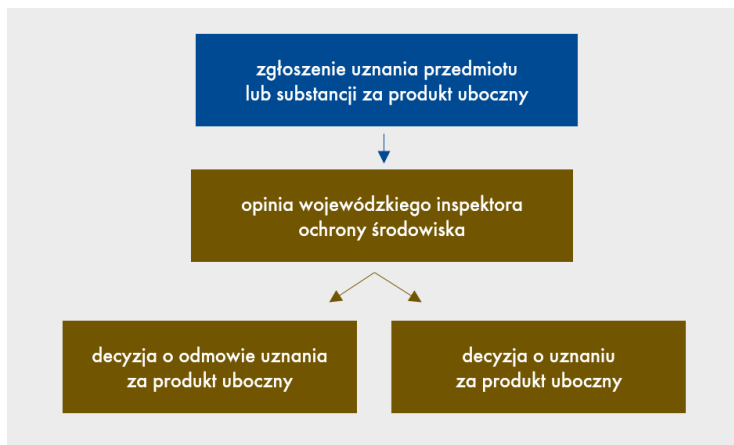 zgłoszenie uznania przedmiotu
lub substancji za produkt uboczny
opinia wojewódzkiego inspektora
ochrony środowiska
decyzja o odmowie uznania
za produkt uboczny
decyzja o uznaniu
za produkt uboczny